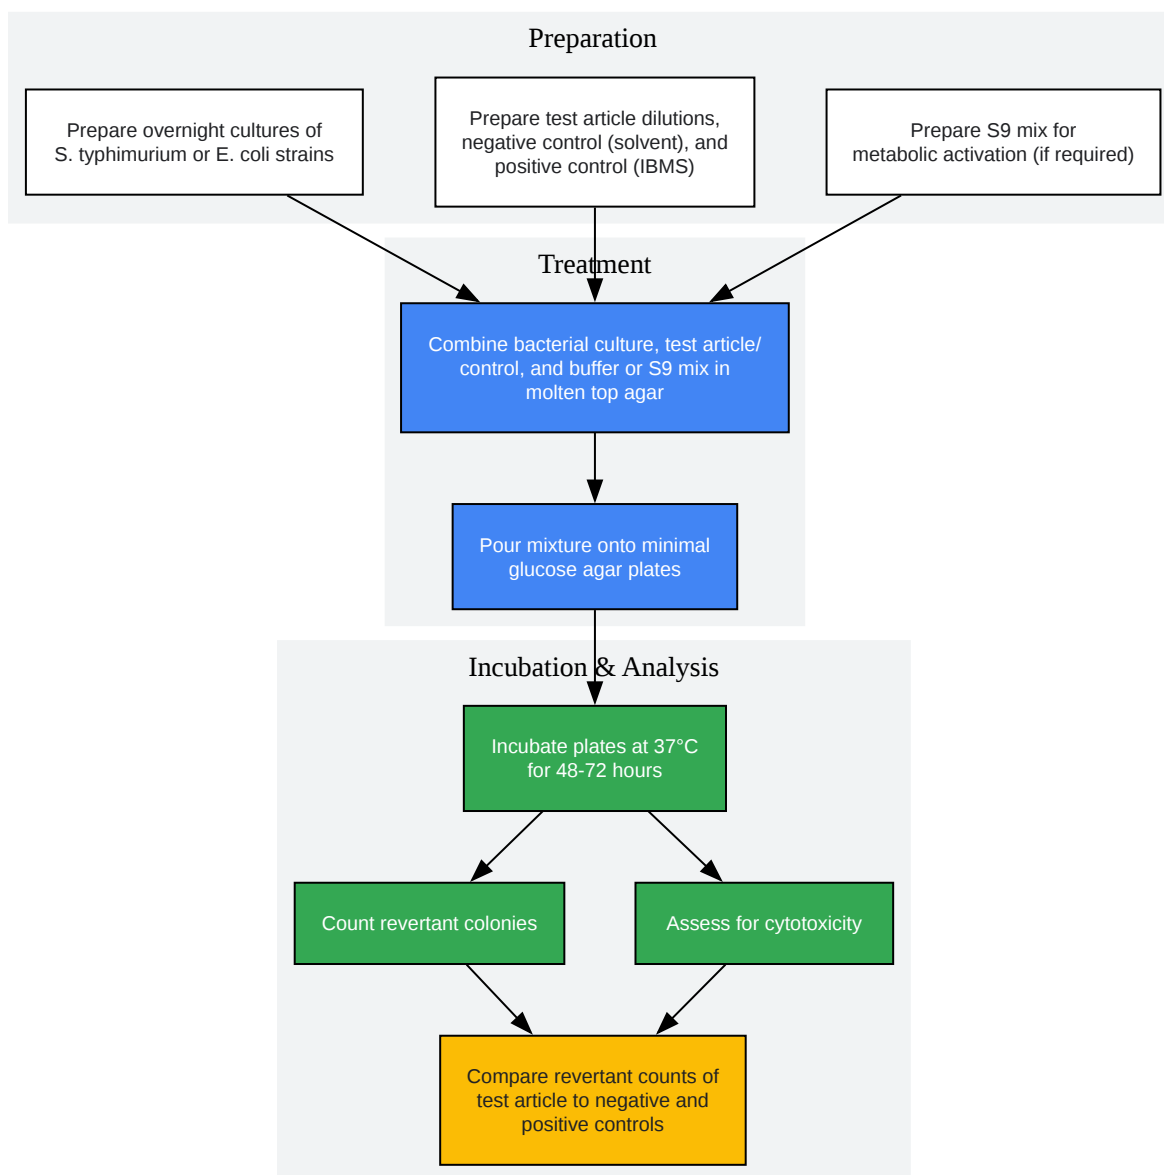 Preparation
Prepare overnight cultures of
S. typhimurium or E. coli strains
Prepare test article dilutions,
negative control (solvent), and
positive control (IBMS)
Prepare S9 mix for
metabolic activation (if required)
Treatment
Combine bacterial culture, test article/
control, and buffer or S9 mix in
molten top agar
Pour mixture onto minimal
glucose agar plates
Incubation & Analysis
Incubate plates at 37°C
for 48-72 hours
Count revertant colonies
Assess for cytotoxicity
Compare revertant counts of
test article to negative and
positive controls